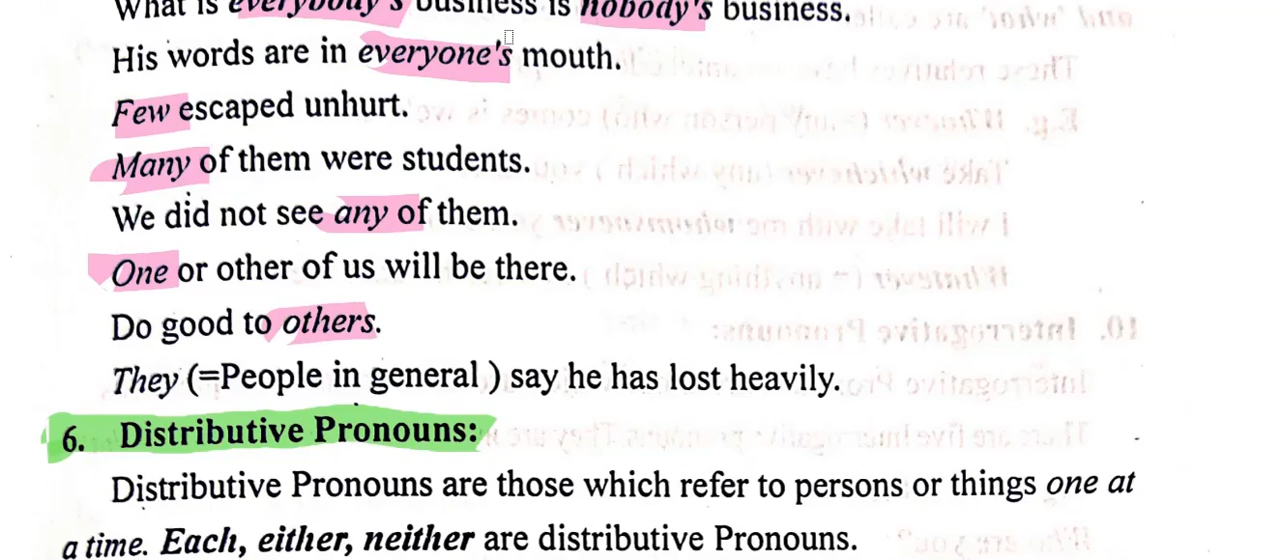 What is everybody's business is nobody's business.
His words are in everyone's mouth.
Few escaped unhurt.
Many of them were students.
We did not see any of them.
One or other of us will be there.
Do good to others.
They (=People in general ) say he has lost heavily.
6. Distributive Pronouns:
Distributive Pronouns are those which refer to persons or things one at
a time. Each, either, neither are distributive Pronouns.